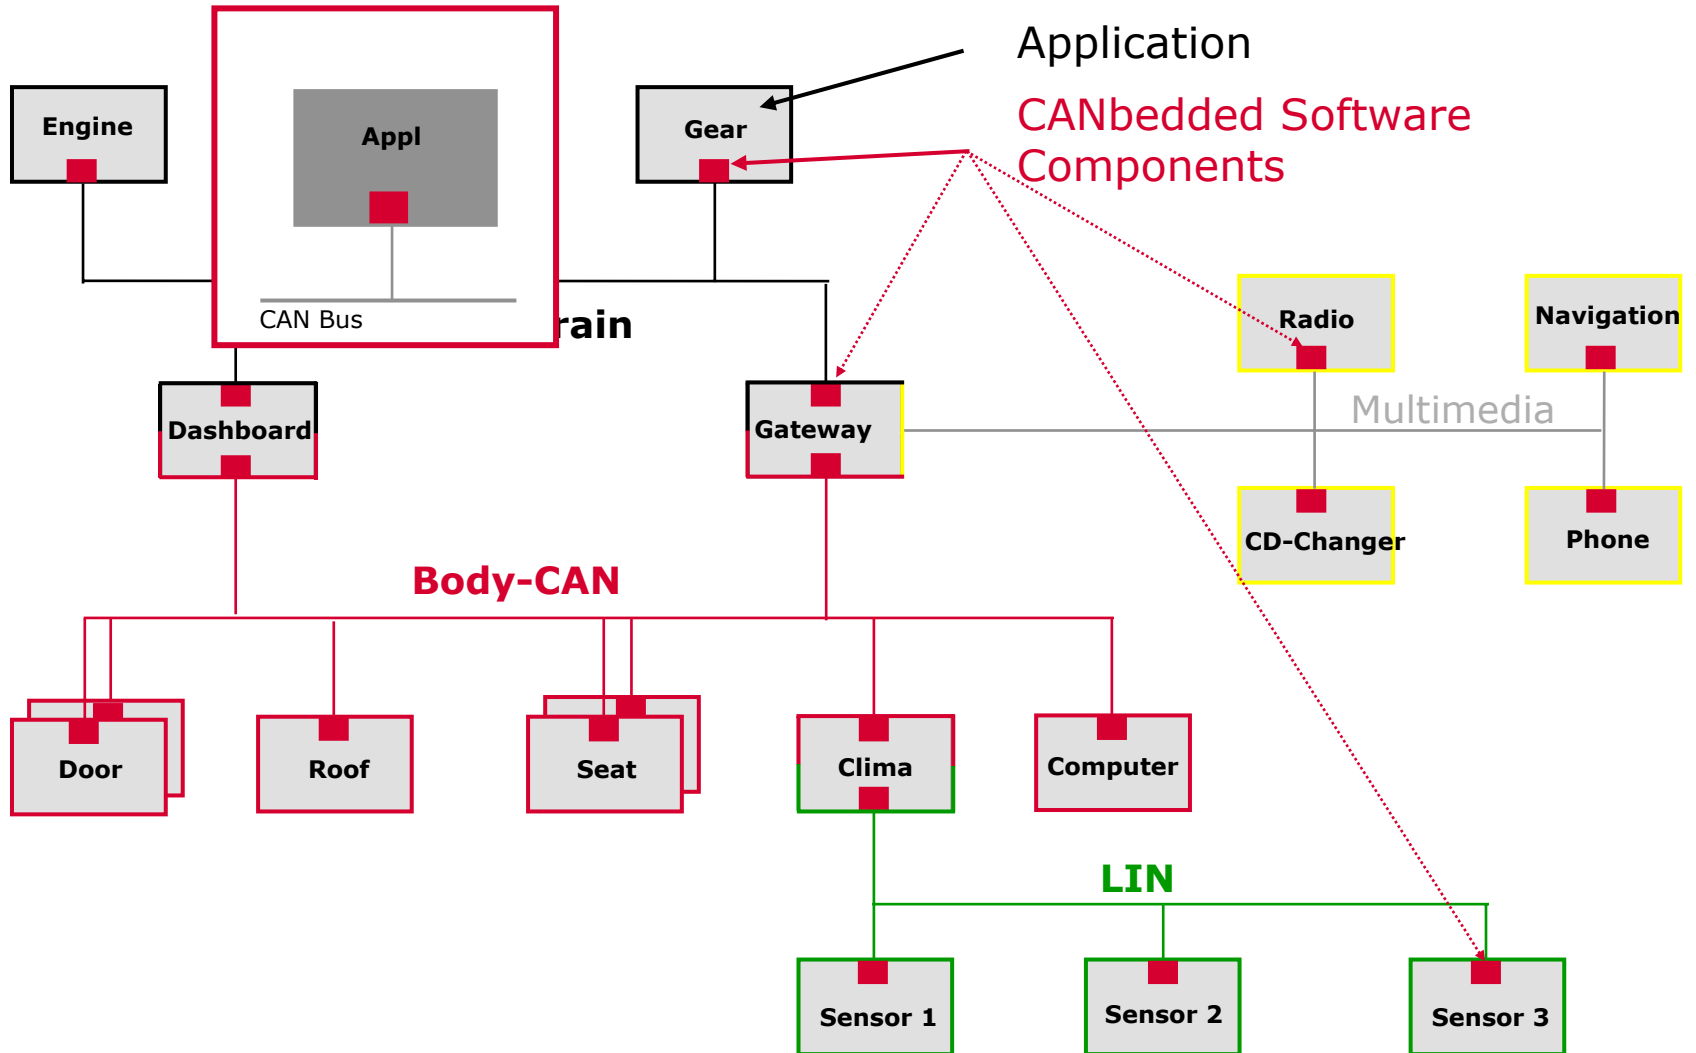 Application
CANbedded Software
Components
Engine
Appl
Gear
CAN Bus
rain
Radio
Navigation
Multimedia
Dashboard
Gateway
CD-Changer
Phone
Body-CAN
Door
Roof
Seat
Clima
Computer
LIN
Sensor 1
Sensor 2
Sensor 3